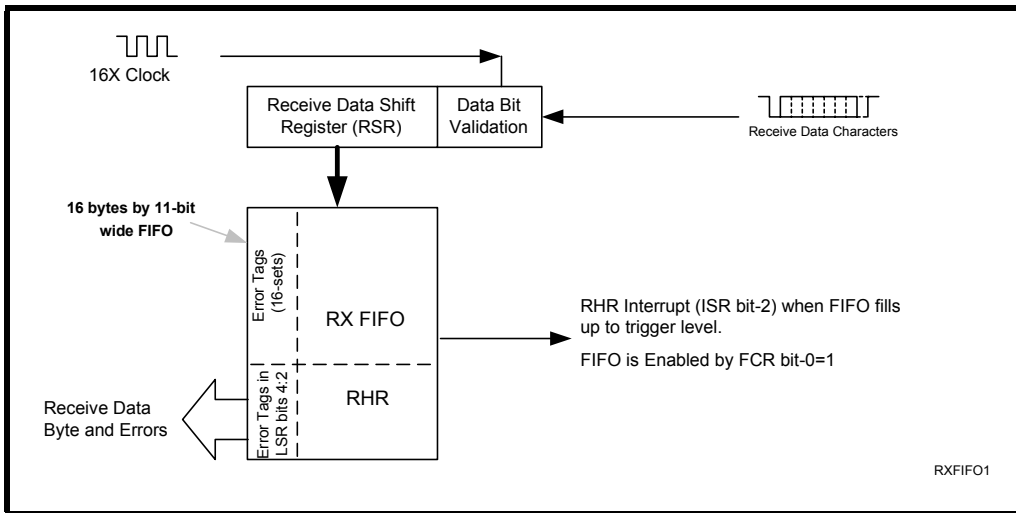 16X Clock
Receive Data Shift
Register (RSR)
Data Bit
Validation
Receive Data Characters
16 bytes by 11-bit
wide FIFO
Error Tags
(16-sets)
RX FIFO
RHR Interrupt (ISR bit-2) when FIFO fills
up to trigger level.
FIFO is Enabled by FCR bit-0=1
Error Tags in
LSR bits 4:2
RHR
Receive Data
Byte and Errors
RXFIFO1